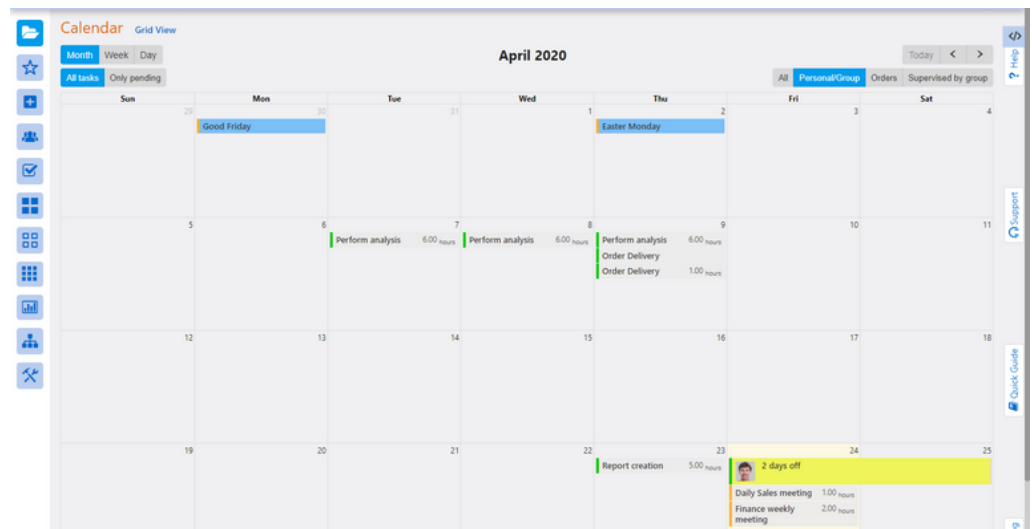 Calendar Grid View
Month Week Day
April 2020
Today < >
All tasks Only pending
All Personal/Group Orders Supervised by group
Sun Mon Tue Wed Thu Fri Sat
29 30 31 1 2 3 4
Good Friday Easter Monday
5 6 7 8 9 10 11
Perform analysis 6.00 hours Perform analysis 6.00 hours Perform analysis 6.00 hours
Order Delivery
Order Delivery 1.00 hours
12 13 14 15 16 17 18
19 20 21 22 23 24 25
Report creation 5.00 hours 2 days off
Daily Sales meeting 1.00 hours
Finance weekly 2.00 hours
meeting
</> 
? Help
Support
Quick Guide